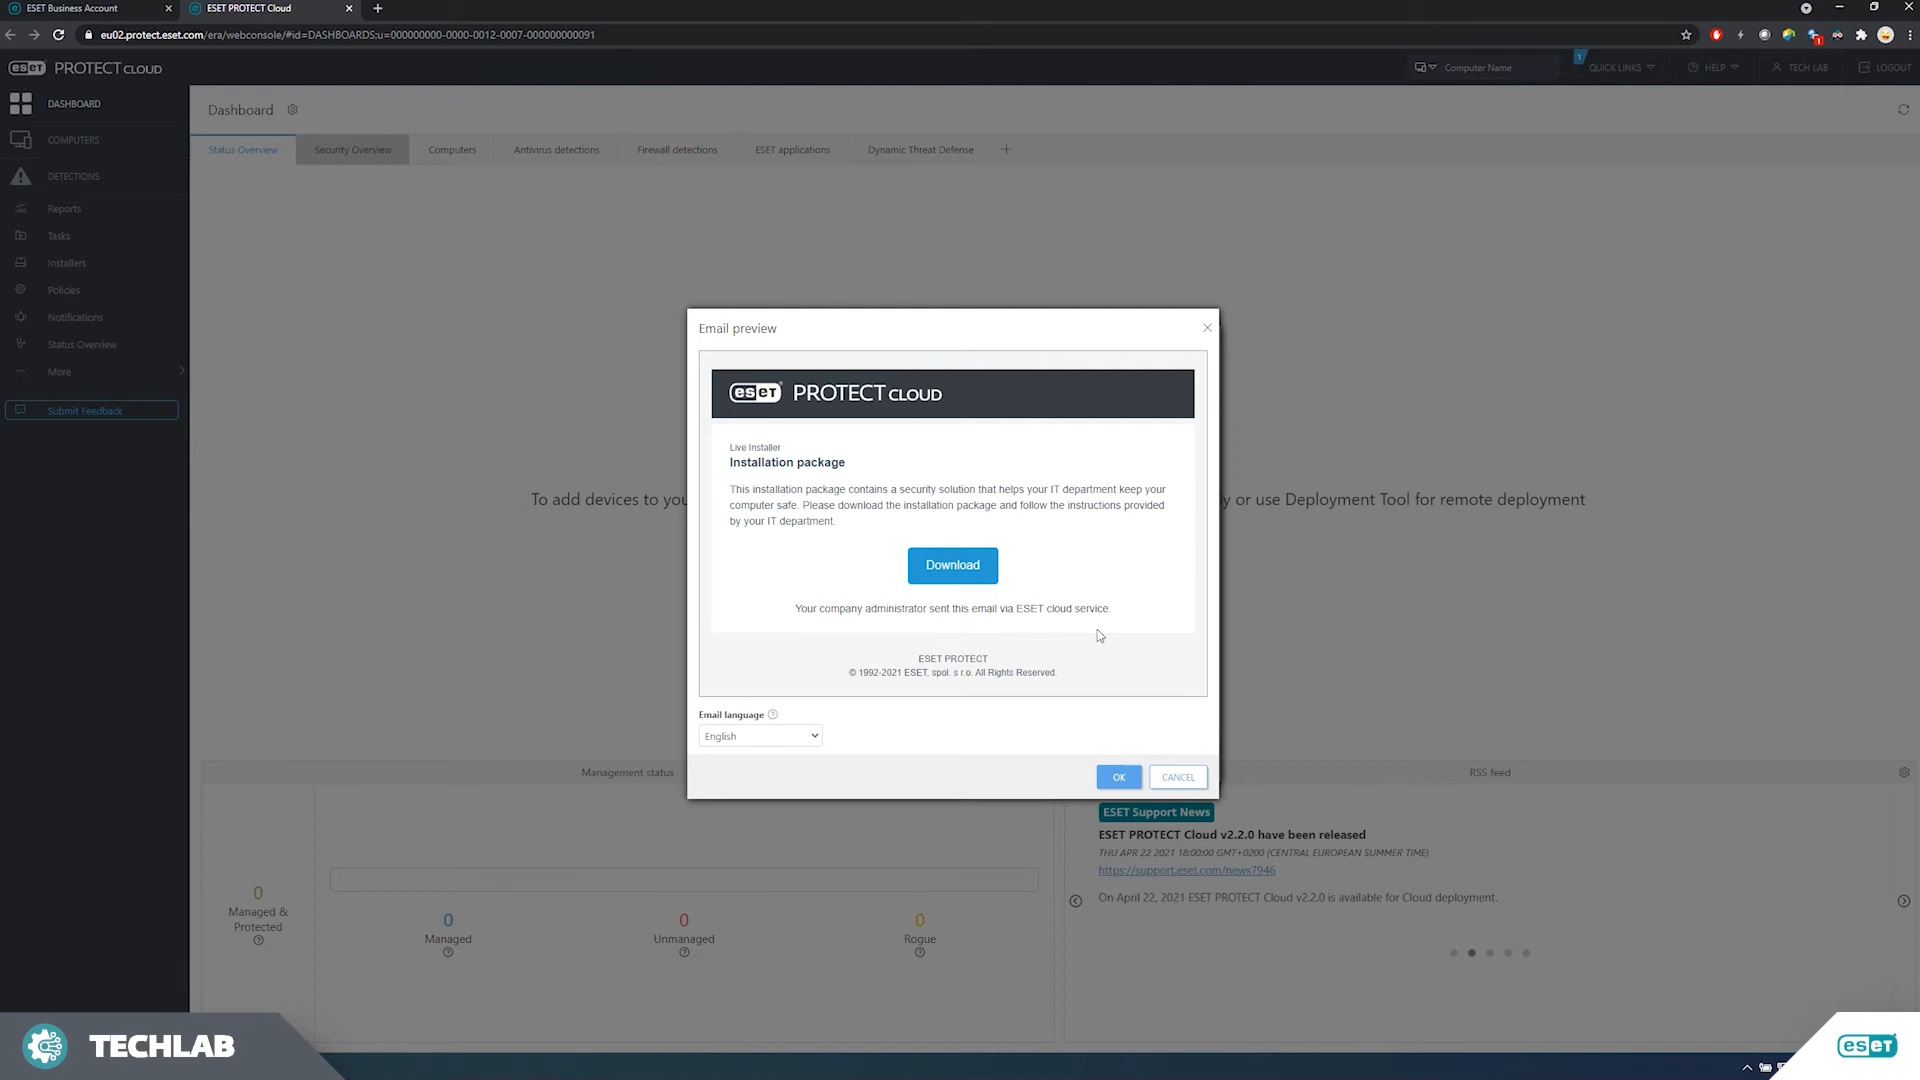 ESET Business Account
ESET PROTECT Cloud
eu02.protect.eset.com/era/webconsole/#id=DASHBOARDS;u=000000000-0000-0012-0007-000000000091
1
eset PROTECT CLOUD
Computer Name
1
QUICK LINKS
HELP
TECH LAB
LOGOUT
DASHBOARD
COMPUTERS
DETECTIONS
Reports
Tasks
Installers
Policies
Notifications
Status Overview
More
Submit Feedback
Dashboard
Status Overview
Security Overview
Computers
Antivirus detections
Firewall detections
ESET applications
Dynamic Threat Defense
To add devices to you
y or use Deployment Tool for remote deployment
Email preview
eset PROTECT CLOUD
Live Installer
Installation package
This installation package contains a security solution that helps your IT department keep your
computer safe. Please download the installation package and follow the instructions provided
by your IT department.
Download
Your company administrator sent this email via ESET cloud service.
ESET PROTECT
© 1992-2021 ESET, spol. s r.o. All Rights Reserved.
Email language
English
OK
CANCEL
Management status
0
Managed &
Protected
0
Managed
0
Unmanaged
0
Rogue
RSS feed
ESET Support News
ESET PROTECT Cloud v2.2.0 have been released
THU APR 22 2021 18:00:00 GMT+0200 (CENTRAL EUROPEAN SUMMER TIME)
https://support.eset.com/news7946
On April 22, 2021 ESET PROTECT Cloud v2.2.0 is available for Cloud deployment.
TECHLAB
eset